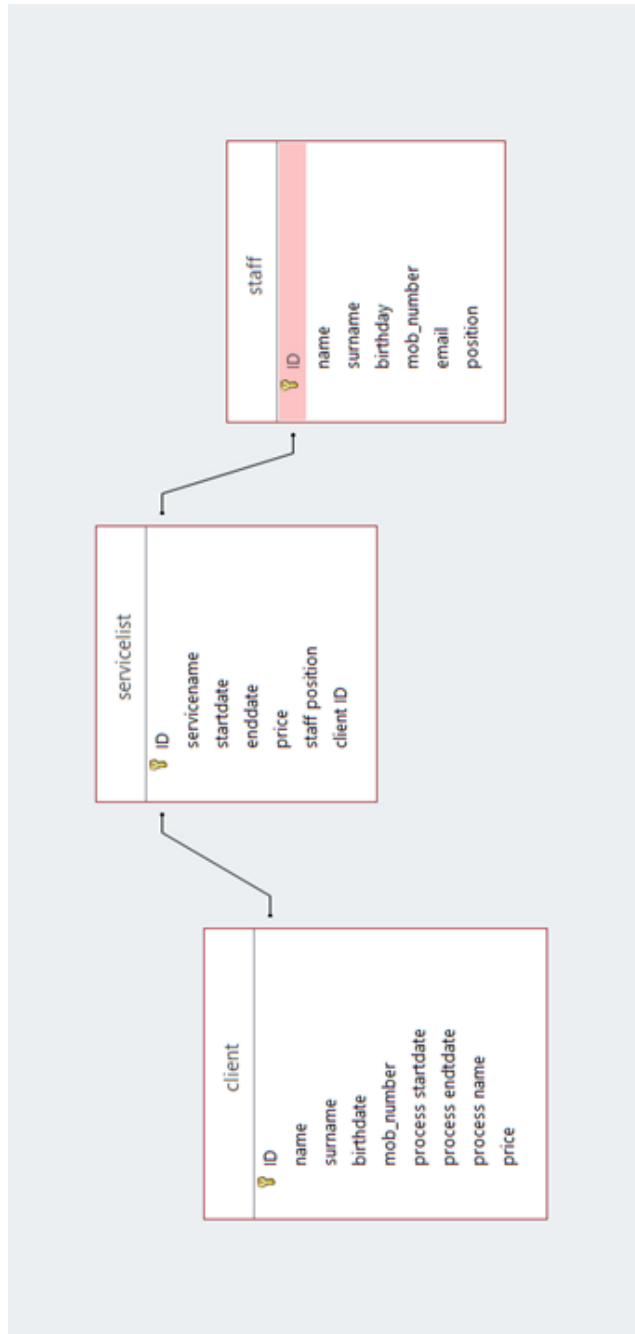 client
ID
name
surname
birthdate
mob_number
process startdate
process endtdate
process name
price
servicelist
ID
servicename
startdate
enddate
price
staff position
client ID
staff
ID
name
surname
birthday
mob_number
email
position